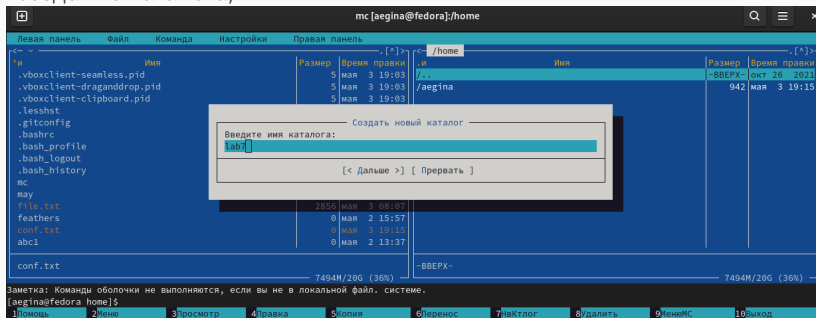 mc [aegina@fedora]:/home
Левая панель Файл Команда Настройки Правая панель
<— ~ .[^]> <— /home .[^]>
'и Имя Размер Время правки .и Имя Размер Время правки
.vboxclient-seamless.pid 5 мая 3 19:03 /.. -ВВЕРХ- окт 26 2021
.vboxclient-draganddrop.pid 5 мая 3 19:03 /aegina 942 мая 3 19:15
.vboxclient-clipboard.pid 5 мая 3 19:03
.lesshst
.gitconfig
.bashrc
.bash_profile
.bash_logout
.bash_history
mc
may
Создать новый каталог
Введите имя каталога:
lab7
[< Дальше >] [ Прервать ]
file.txt 2856 мая 3 08:07
feathers 0 мая 2 15:57
conf.txt 0 мая 3 19:15
abc1 0 мая 2 13:37
conf.txt -ВВЕРХ-
7494M/20G (36%) 7494M/20G (36%)
Заметка: Команды оболочки не выполняются, если вы не в локальной файл. системе.
[aegina@fedora home]$
1Помощь 2Меню 3Просмотр 4Правка 5Копия 6Перенос 7НвКтлог 8Удалить 9МенюMC 10Выход